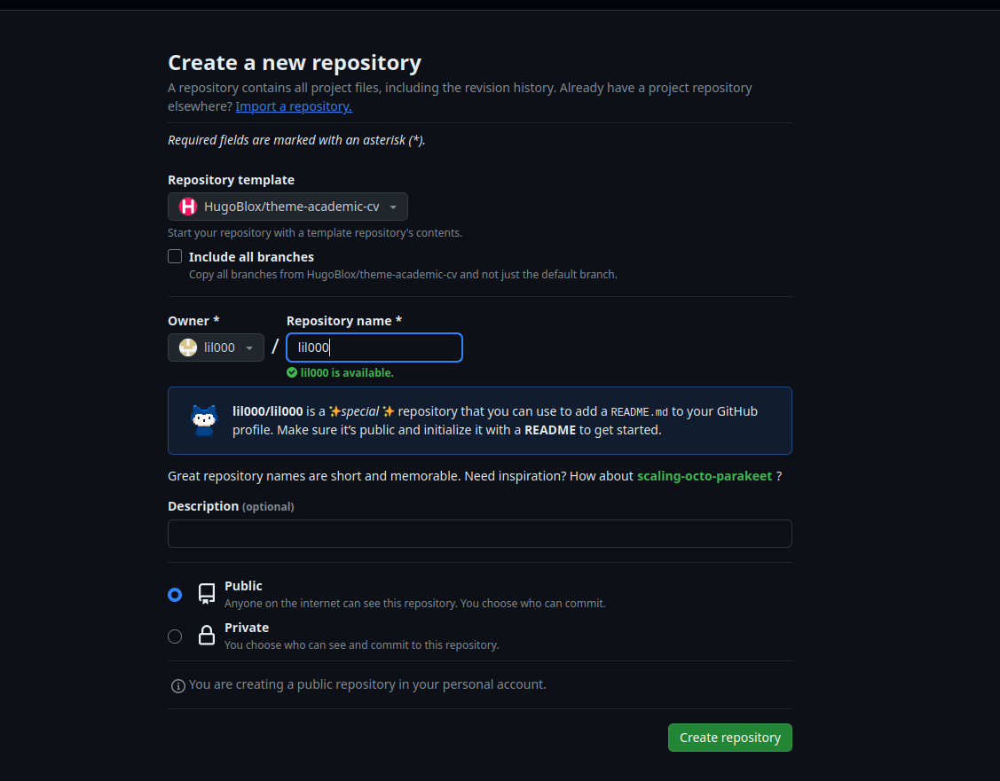 Create a new repository
A repository contains all project files, including the revision history. Already have a project repository
elsewhere? Import a repository.
Required fields are marked with an asterisk (*).
Repository template
HugoBlox/theme-academic-cv
Start your repository with a template repository's contents.
Include all branches
Copy all branches from HugoBlox/theme-academic-cv and not just the default branch.
Owner * Repository name *
lil000 / lil000
lil000 is available.
lil000/lil000 is a ✨special ✨ repository that you can use to add a README.md to your GitHub
profile. Make sure it’s public and initialize it with a README to get started.
Great repository names are short and memorable. Need inspiration? How about scaling-octo-parakeet ?
Description (optional)
Public
Anyone on the internet can see this repository. You choose who can commit.
Private
You choose who can see and commit to this repository.
You are creating a public repository in your personal account.
Create repository